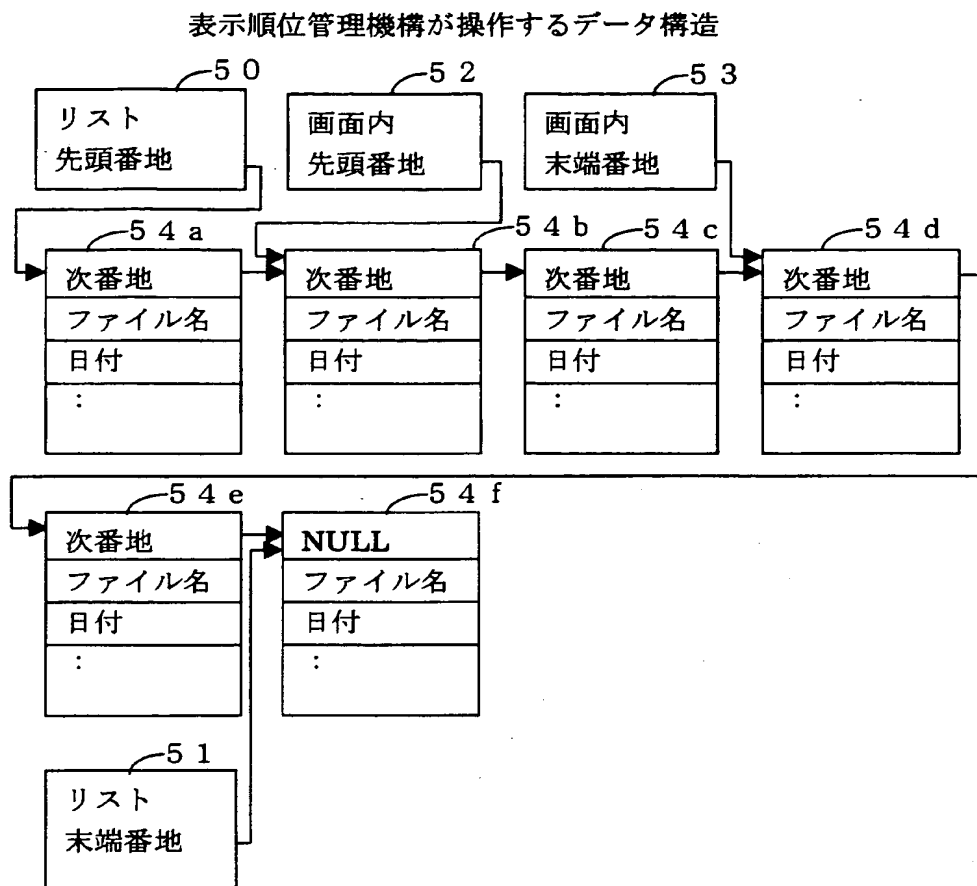 表示順位管理機構が操作するデータ構造
50
リスト
先頭番地
52
画面内
先頭番地
53
画面内
末端番地
54a
次番地
ファイル名
日付
:
54b
次番地
ファイル名
日付
:
54c
次番地
ファイル名
日付
:
54d
次番地
ファイル名
日付
:
54e
次番地
ファイル名
日付
:
54f
NULL
ファイル名
日付
:
51
リスト
末端番地